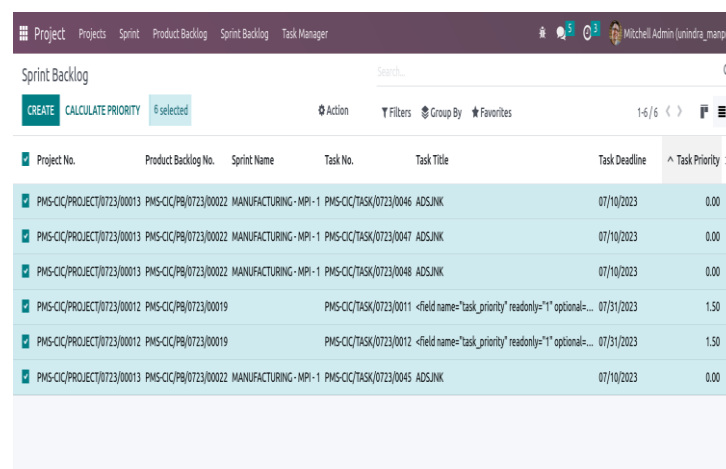 Project Projects Sprint Product Backlog Sprint Backlog Task Manager 5 3 Mitchell Admin (unindra_manp
Sprint Backlog Search...
CREATE CALCULATE PRIORITY 6 selected Action Filters Group By Favorites 1-6 / 6
Project No. Product Backlog No. Sprint Name Task No. Task Title Task Deadline Task Priority
PMS-CIC/PROJECT/0723/00013 PMS-CIC/PB/0723/00022 MANUFACTURING - MPI - 1 PMS-CIC/TASK/0723/0046 ADSJNK 07/10/2023 0.00
PMS-CIC/PROJECT/0723/00013 PMS-CIC/PB/0723/00022 MANUFACTURING - MPI - 1 PMS-CIC/TASK/0723/0047 ADSJNK 07/10/2023 0.00
PMS-CIC/PROJECT/0723/00013 PMS-CIC/PB/0723/00022 MANUFACTURING - MPI - 1 PMS-CIC/TASK/0723/0048 ADSJNK 07/10/2023 0.00
PMS-CIC/PROJECT/0723/00012 PMS-CIC/PB/0723/00019 PMS-CIC/TASK/0723/0011 <field name="task_priority" readonly="1" optional=... 07/31/2023 1.50
PMS-CIC/PROJECT/0723/00012 PMS-CIC/PB/0723/00019 PMS-CIC/TASK/0723/0012 <field name="task_priority" readonly="1" optional=... 07/31/2023 1.50
PMS-CIC/PROJECT/0723/00013 PMS-CIC/PB/0723/00022 MANUFACTURING - MPI - 1 PMS-CIC/TASK/0723/0045 ADSJNK 07/10/2023 0.00